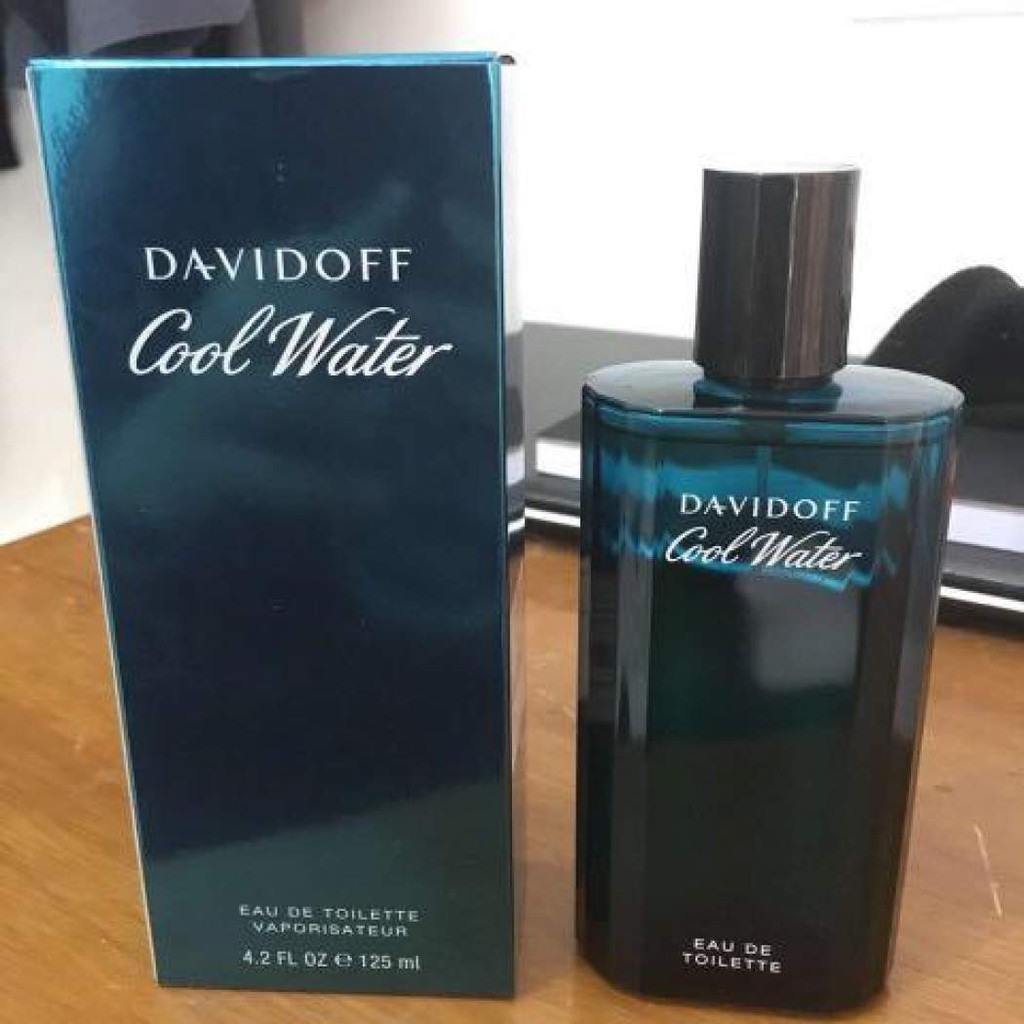 DAVIDOFF
Cool Water
EAU DE TOILETTE
VAPORISATEUR
4.2 FL OZ ℮ 125 ml
DAVIDOFF
Cool Water
EAU DE
TOILETTE